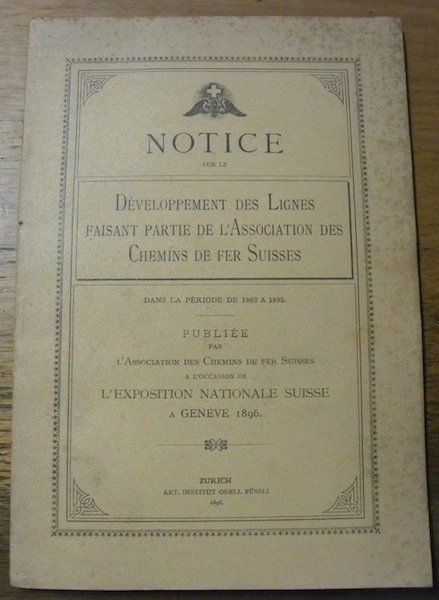 NOTICE
SUR LE
DÉVELOPPEMENT DES LIGNES
FAISANT PARTIE DE L'ASSOCIATION DES
CHEMINS DE FER SUISSES
DANS LA PÉRIODE DE 1883 A 1895.
PUBLIÉE
PAR
L'ASSOCIATION DES CHEMINS DE FER SUISSES
A L'OCCASION DE
L'EXPOSITION NATIONALE SUISSE
A GENÈVE 1896.
ZURICH
ART. INSTITUT ORELL FÜSSLI
1896.